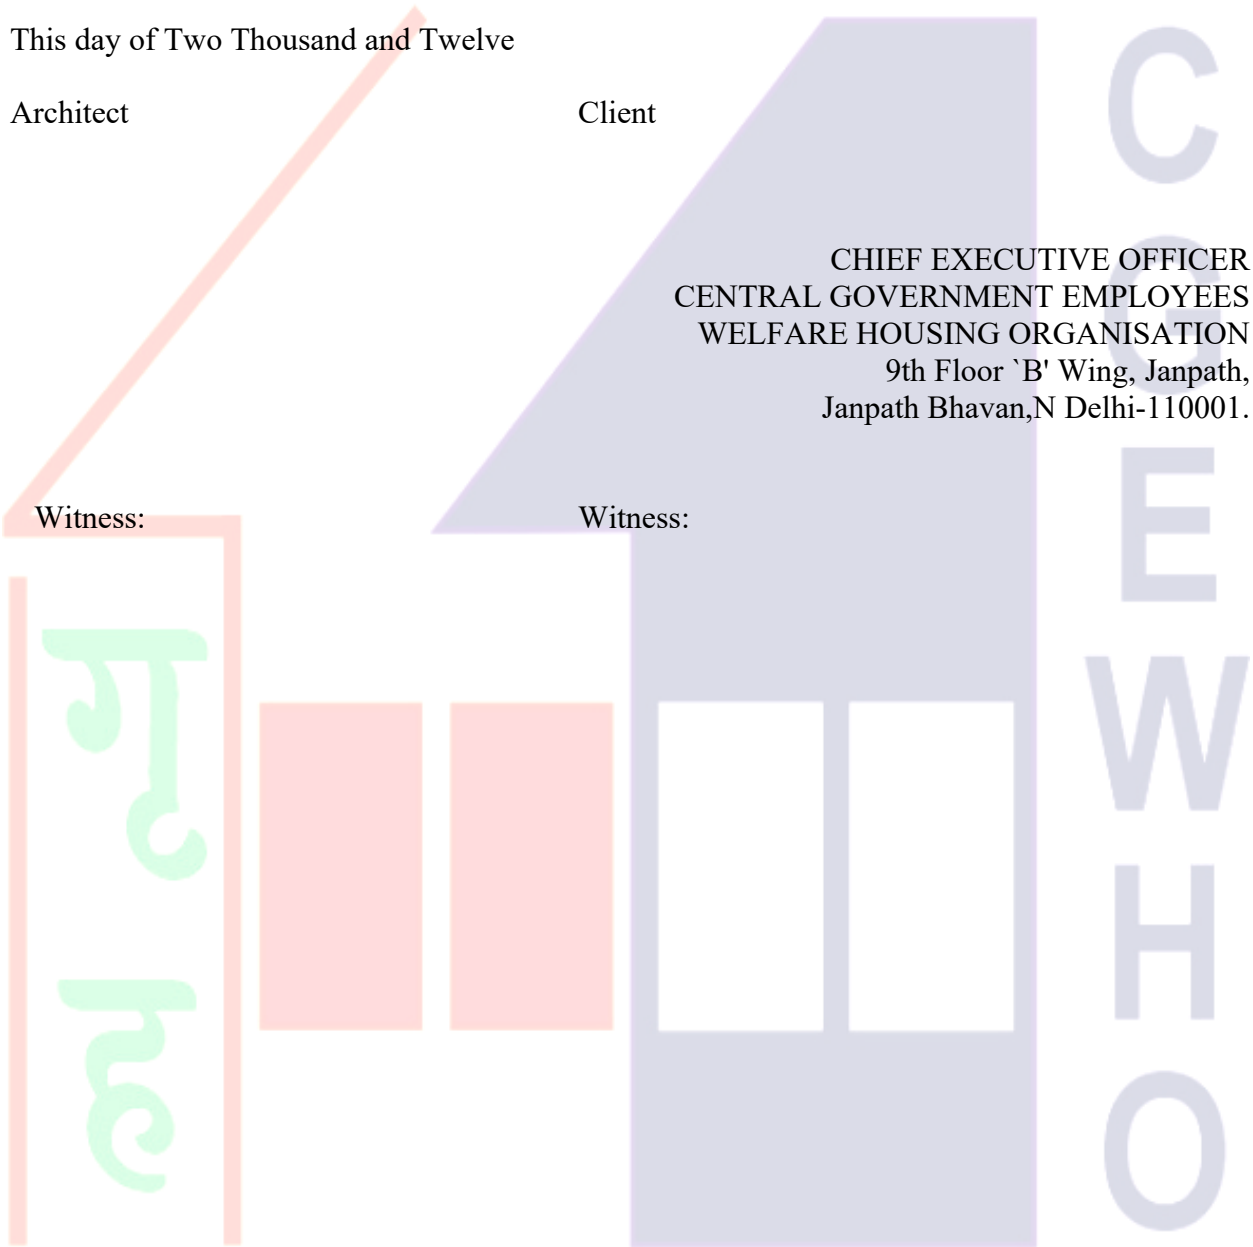 This day of Two Thousand and Twelve
Architect Client
CHIEF EXECUTIVE OFFICER
CENTRAL GOVERNMENT EMPLOYEES
WELFARE HOUSING ORGANISATION
9th Floor `B' Wing, Janpath,
Janpath Bhavan,N Delhi-110001.
Witness: Witness:
गृ
ह
C
G
E
W
H
O